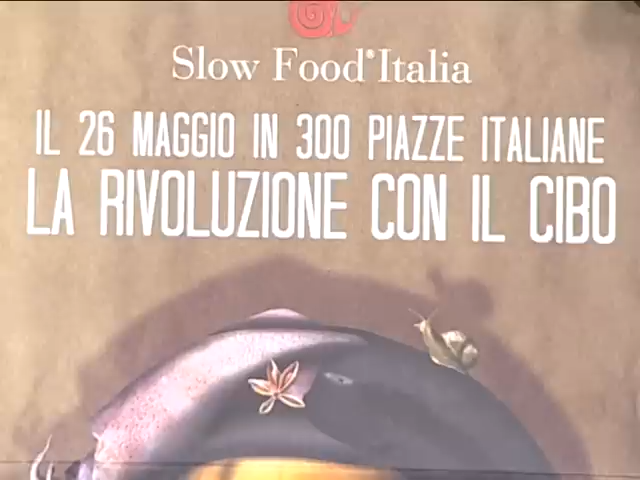 Slow Food® Italia
IL 26 MAGGIO IN 300 PIAZZE ITALIANE
LA RIVOLUZIONE CON IL CIBO